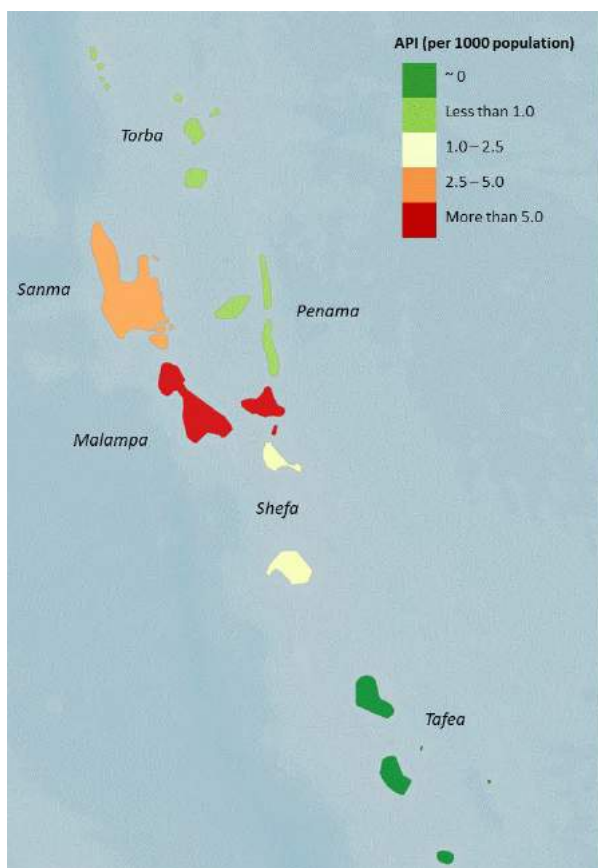 API (per 1000 population)
~ 0
Less than 1.0
1.0 – 2.5
2.5 – 5.0
More than 5.0
Torba
Sanma
Penama
Malampa
Shefa
Tafea